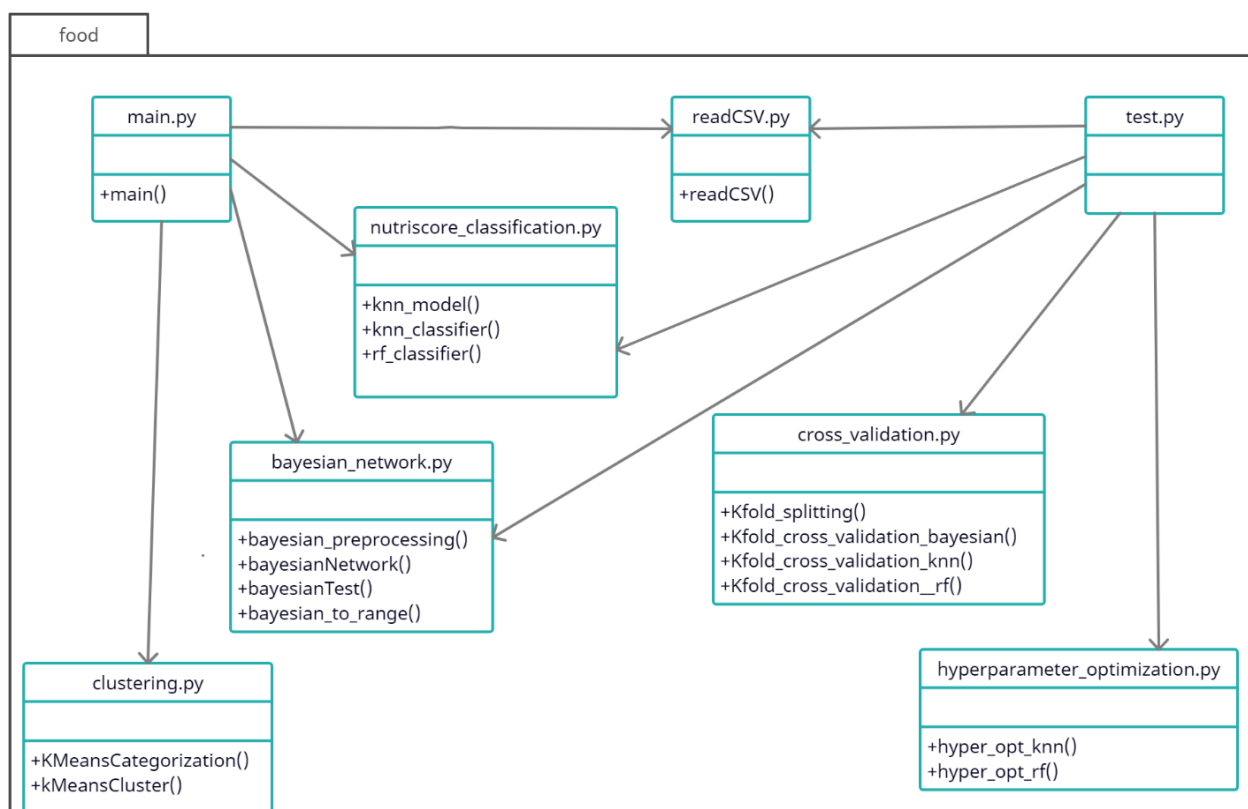 food
main.py
+main()
readCSV.py
+readCSV()
test.py
nutriscore_classification.py
+knn_model()
+knn_classifier()
+rf_classifier()
bayesian_network.py
+bayesian_preprocessing()
+bayesianNetwork()
+bayesianTest()
+bayesian_to_range()
cross_validation.py
+Kfold_splitting()
+Kfold_cross_validation_bayesian()
+Kfold_cross_validation_knn()
+Kfold_cross_validation__rf()
clustering.py
+KMeansCategorization()
+kMeansCluster()
hyperparameter_optimization.py
+hyper_opt_knn()
+hyper_opt_rf()